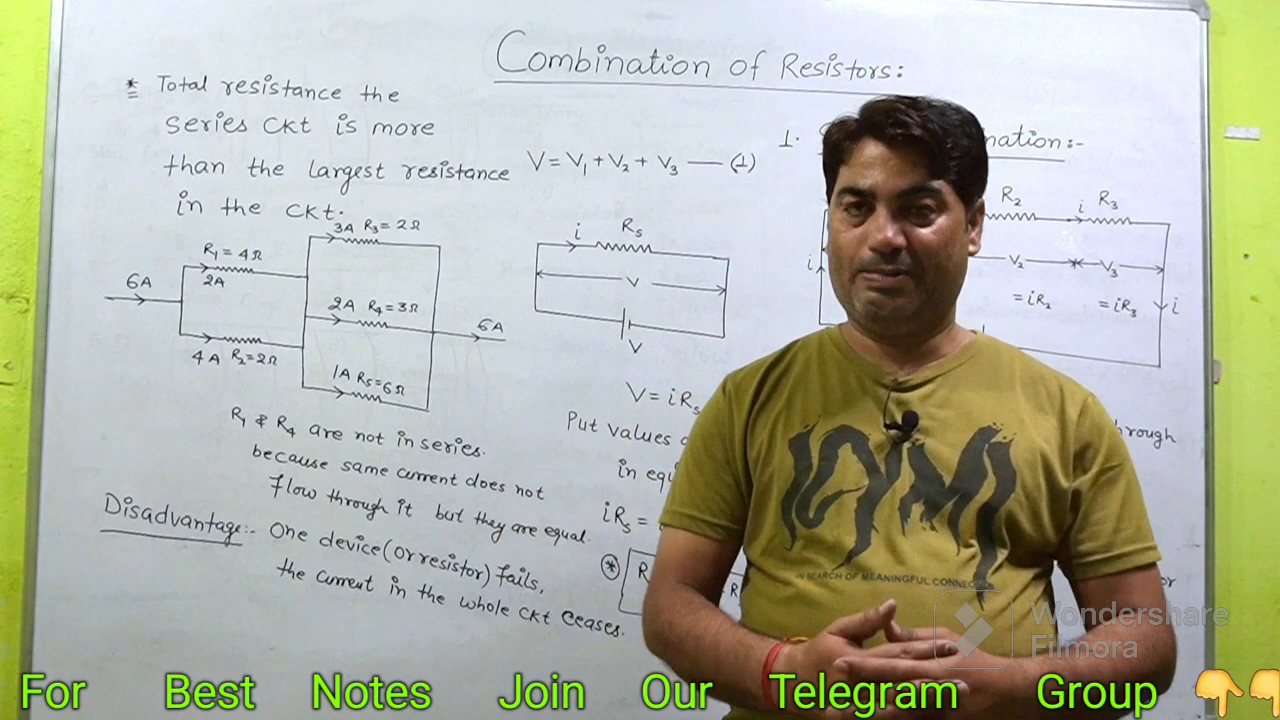 Combination of Resistors:
* Total resistance the
series ckt is more
than the largest resistance
in the ckt.
6A
R₁ = 4Ω
2A
4A R₂=2Ω
3A R₃=2Ω
2A R₄=3Ω
1A R₅=6Ω
6A
R₁ & R₄ are not in series.
because same current does not
flow through it but they are equal.
Disadvantage:- One device (or resistor) fails,
the current in the whole ckt ceases.
V = V₁ + V₂ + V₃ — (1)
i Rₛ
V
V
V = iRₛ
Put values
in
iRₛ =
* R
R
1.
:-
R₂ i R₃
i
V₂ V₃
= iR₂ = iR₃
i
through
or
IN SEARCH OF MEANINGFUL CONNEC
Wondershare
Filmora
For Best Notes Join Our Telegram Group 👇👇